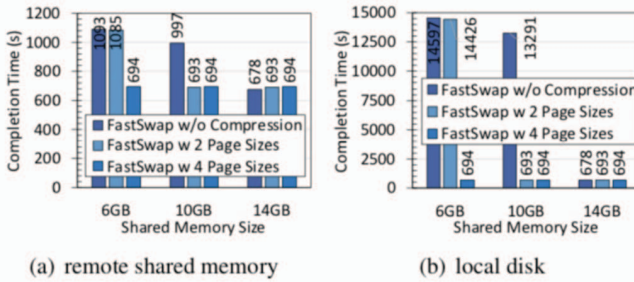 1200
1000
800
600
400
200
0
Completion Time (s)
1093
1085
694
997
693
694
678
693
694
FastSwap w/o Compression
FastSwap w 2 Page Sizes
FastSwap w 4 Page Sizes
6GB
10GB
14GB
Shared Memory Size
(a) remote shared memory
15000
12500
10000
7500
5000
2500
0
Completion Time (s)
14597
14426
694
13291
693
694
678
693
694
FastSwap w/o Compression
FastSwap w 2 Page Sizes
FastSwap w 4 Page Sizes
6GB
10GB
14GB
Shared Memory Size
(b) local disk